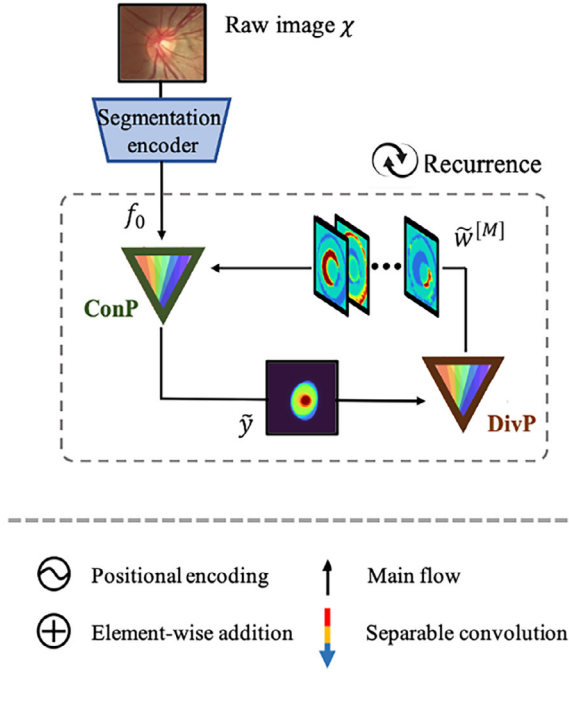 Raw image χ
Segmentation
encoder
Recurrence
f₀
w̃^[M]
ConP
ỹ
DivP
Positional encoding
Main flow
Element-wise addition
Separable convolution